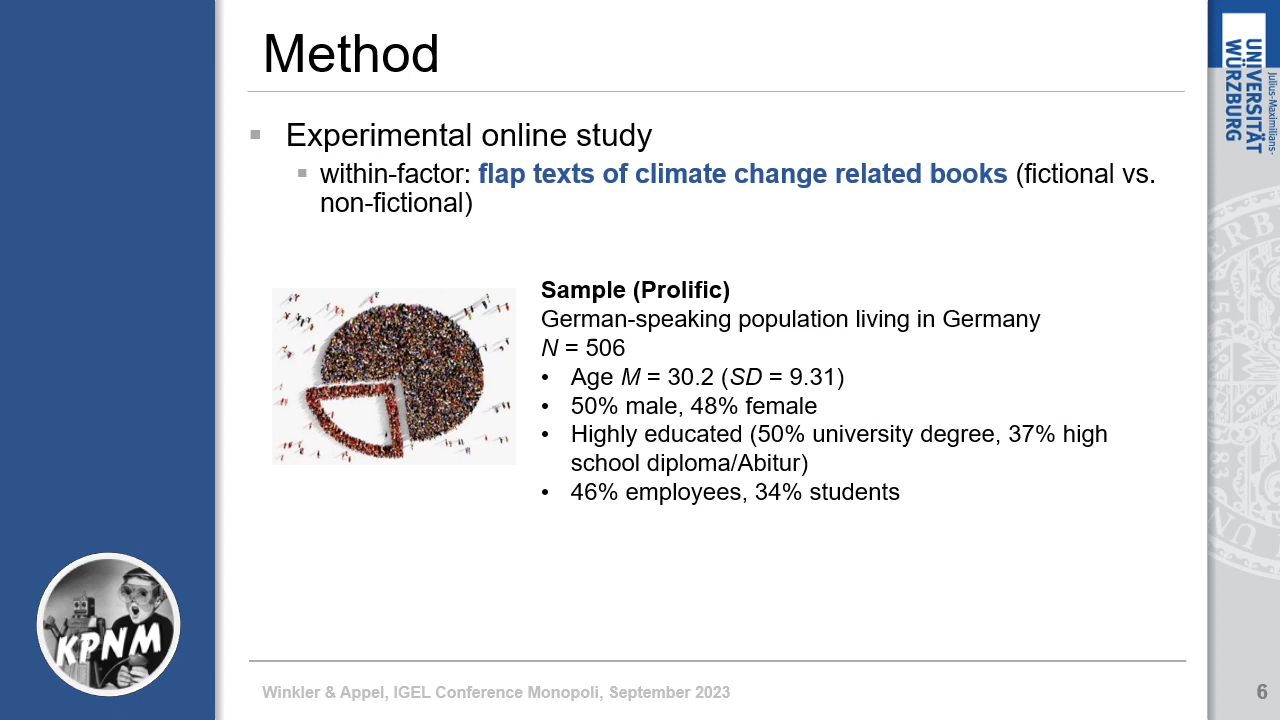 Method
Experimental online study
within-factor: flap texts of climate change related books (fictional vs.
non-fictional)
Sample (Prolific)
German-speaking population living in Germany
N = 506
• Age M = 30.2 (SD = 9.31)
• 50% male, 48% female
• Highly educated (50% university degree, 37% high
school diploma/Abitur)
• 46% employees, 34% students
KPNM
Winkler & Appel, IGEL Conference Monopoli, September 2023
6
Julius-Maximilians-
UNIVERSITÄT
WÜRZBURG